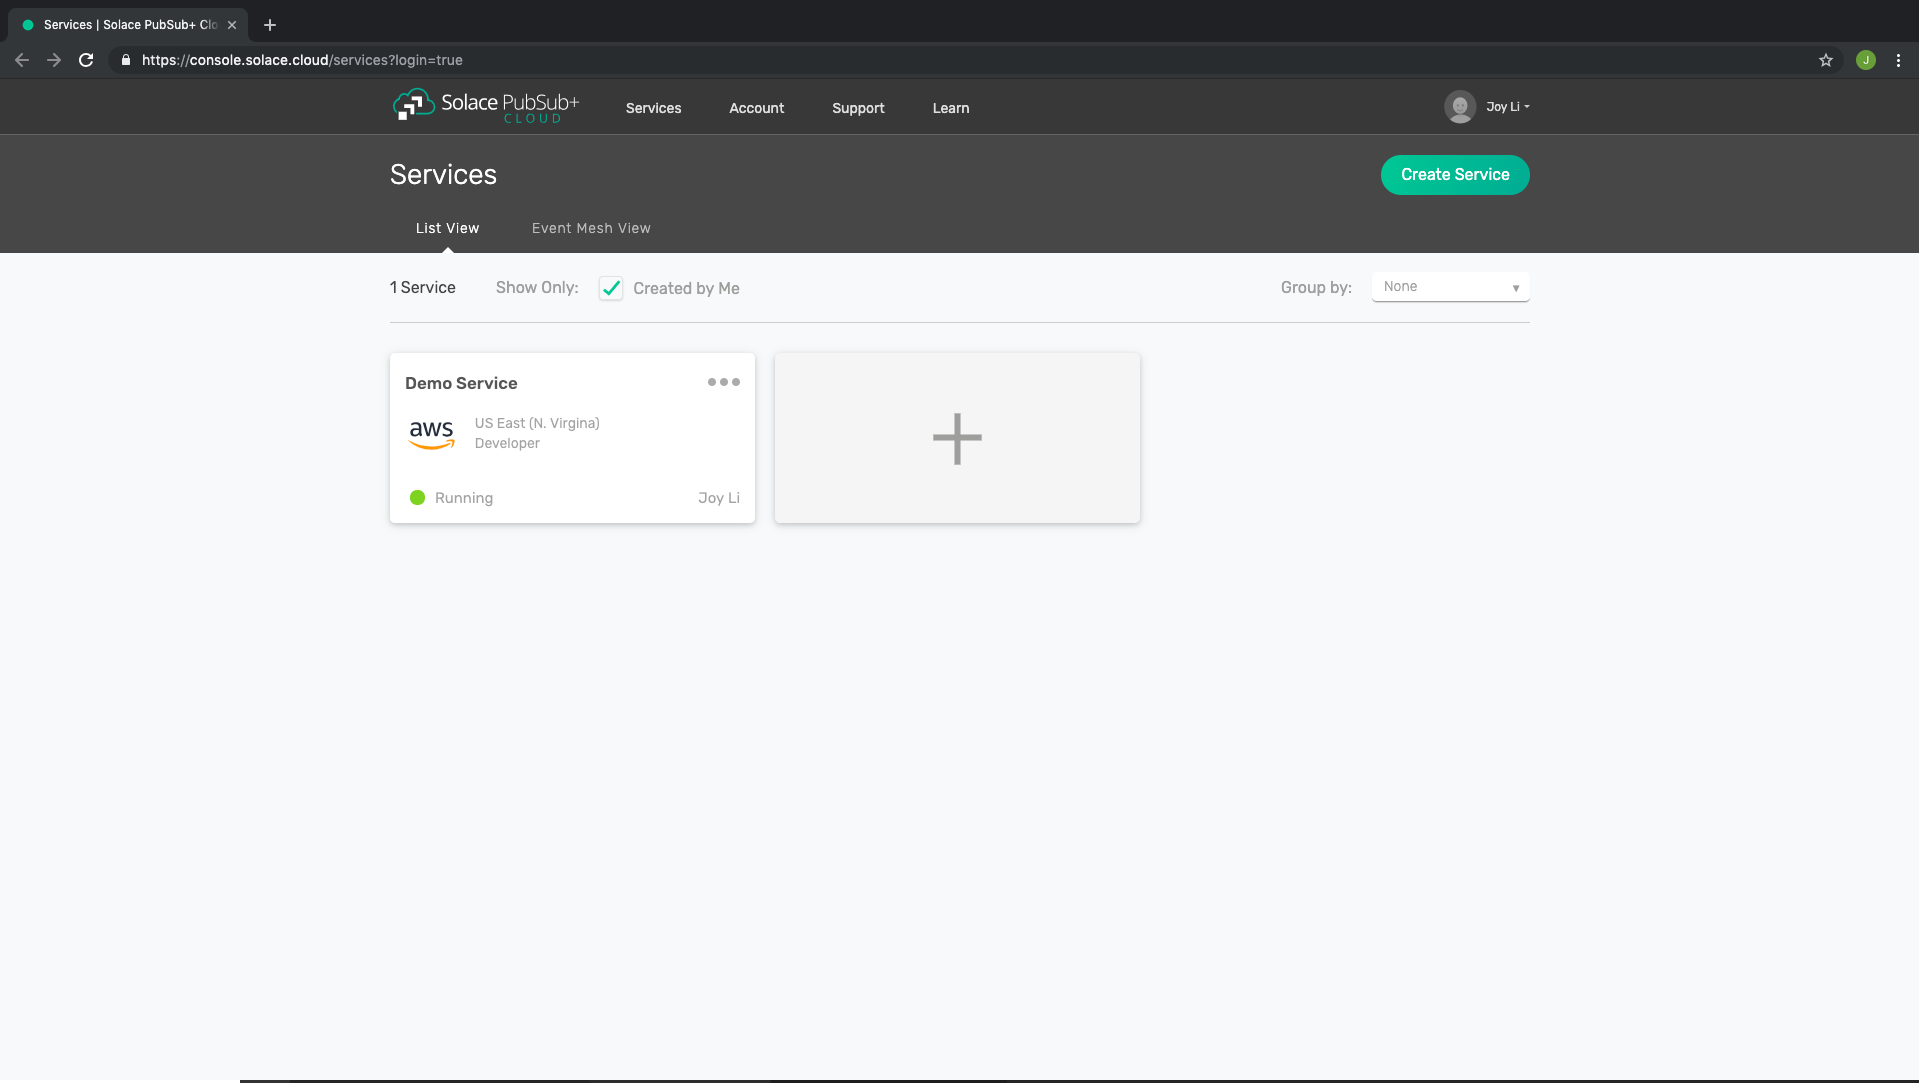 Services | Solace PubSub+ Clo
https://console.solace.cloud/services?login=true
J
Solace PubSub+
CLOUD
Services
Account
Support
Learn
Joy Li
Services
Create Service
List View
Event Mesh View
1 Service
Show Only:
Created by Me
Group by:
None
Demo Service
aws
US East (N. Virgina)
Developer
Running
Joy Li